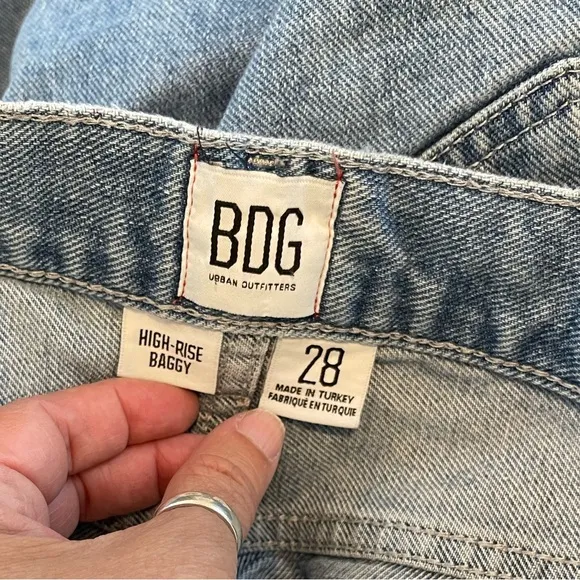 BDG
URBAN OUTFITTERS
HIGH-RISE
BAGGY
28
MADE IN TURKEY
FABRIQUÉ EN TURQUIE